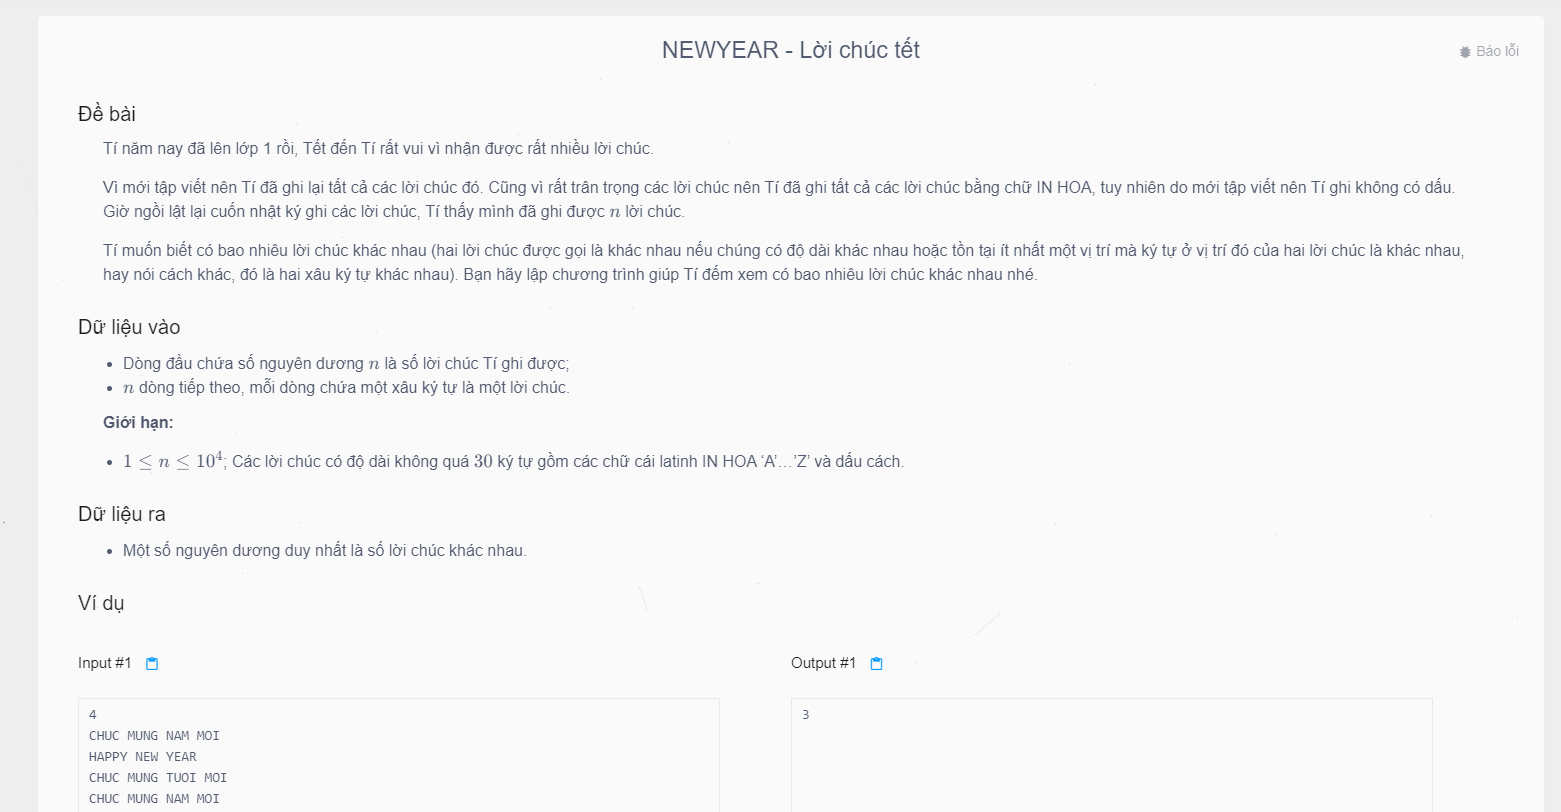 NEWYEAR - Lời chúc tết
Báo lỗi
Đề bài
Tí năm nay đã lên lớp 1 rồi, Tết đến Tí rất vui vì nhận được rất nhiều lời chúc.
Vì mới tập viết nên Tí đã ghi lại tất cả các lời chúc đó. Cũng vì rất trân trọng các lời chúc nên Tí đã ghi tất cả các lời chúc bằng chữ IN HOA, tuy nhiên do mới tập viết nên Tí ghi không có dấu.
Giờ ngồi lật lại cuốn nhật ký ghi các lời chúc, Tí thấy mình đã ghi được n lời chúc.
Tí muốn biết có bao nhiêu lời chúc khác nhau (hai lời chúc được gọi là khác nhau nếu chúng có độ dài khác nhau hoặc tồn tại ít nhất một vị trí mà ký tự ở vị trí đó của hai lời chúc là khác nhau,
hay nói cách khác, đó là hai xâu ký tự khác nhau). Bạn hãy lập chương trình giúp Tí đếm xem có bao nhiêu lời chúc khác nhau nhé.
Dữ liệu vào
• Dòng đầu chứa số nguyên dương n là số lời chúc Tí ghi được;
• n dòng tiếp theo, mỗi dòng chứa một xâu ký tự là một lời chúc.
Giới hạn:
• 1 ≤ n ≤ 10⁴; Các lời chúc có độ dài không quá 30 ký tự gồm các chữ cái latinh IN HOA ‘A’…’Z’ và dấu cách.
Dữ liệu ra
• Một số nguyên dương duy nhất là số lời chúc khác nhau.
Ví dụ
Input #1
Output #1
4
CHUC MUNG NAM MOI
HAPPY NEW YEAR
CHUC MUNG TUOI MOI
CHUC MUNG NAM MOI
3